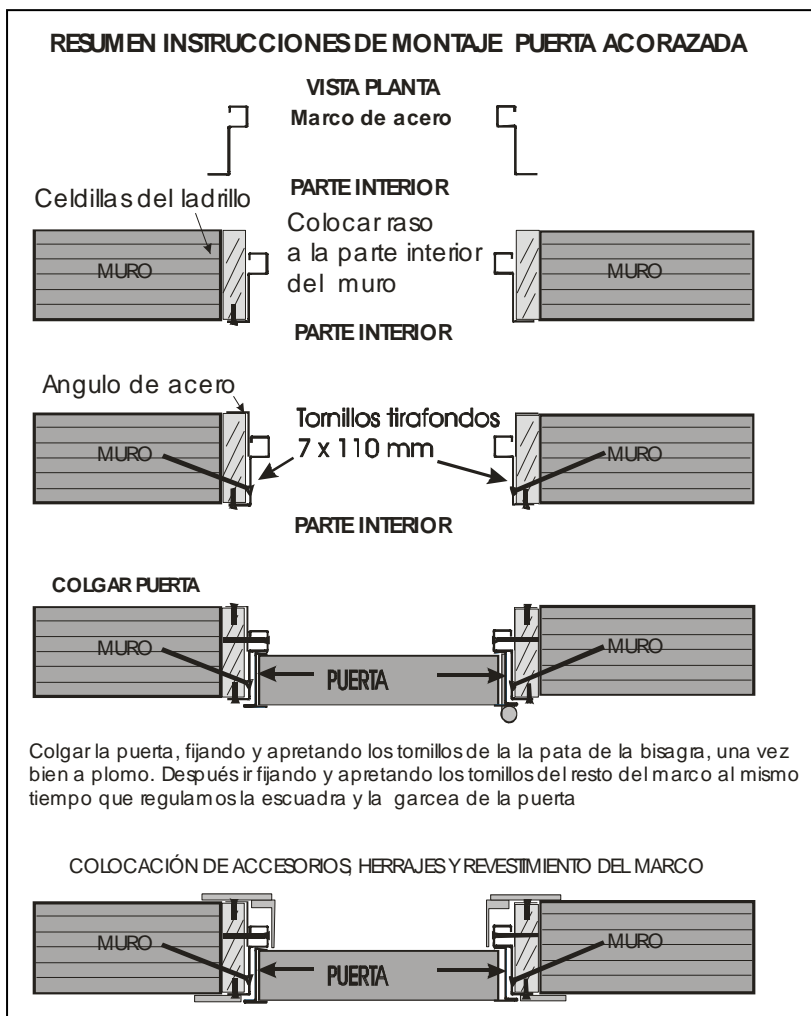 RESUMEN INSTRUCCIONES DE MONTAJE PUERTA ACORAZADA
VISTA PLANTA
Marco de acero
PARTE INTERIOR
Celdillas del ladrillo
Colocar raso
a la parte interior
del muro
MURO
MURO
PARTE INTERIOR
Angulo de acero
Tornillos tirafondos
7 x 110 mm
MURO
MURO
PARTE INTERIOR
COLGAR PUERTA
MURO
MURO
PUERTA
Colgar la puerta, fijando y apretando los tornillos de la la pata de la bisagra, una vez
bien a plomo. Después ir fijando y apretando los tornillos del resto del marco al mismo
tiempo que regulamos la escuadra y la garcea de la puerta
COLOCACIÓN DE ACCESORIOS, HERRAJES Y REVESTIMIENTO DEL MARCO
MURO
MURO
PUERTA